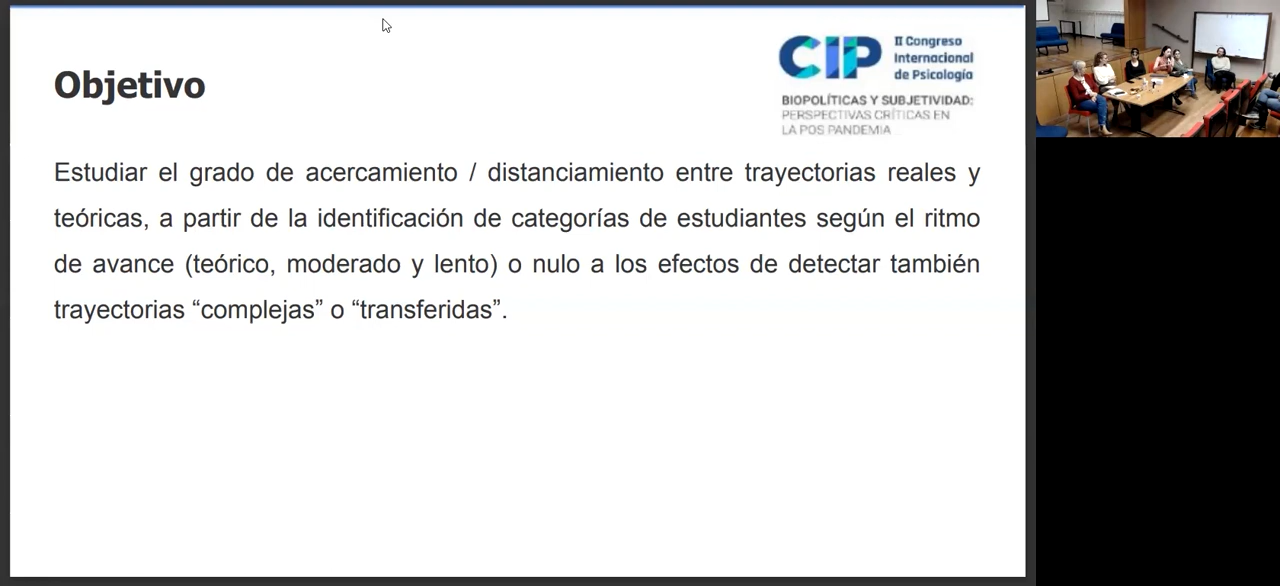 Objetivo
CIP
II Congreso
Internacional
de Psicología
BIOPOLÍTICAS Y SUBJETIVIDAD:
PERSPECTIVAS CRÍTICAS EN
LA POS PANDEMIA
Estudiar el grado de acercamiento / distanciamiento entre trayectorias reales y
teóricas, a partir de la identificación de categorías de estudiantes según el ritmo
de avance (teórico, moderado y lento) o nulo a los efectos de detectar también
trayectorias “complejas” o “transferidas”.